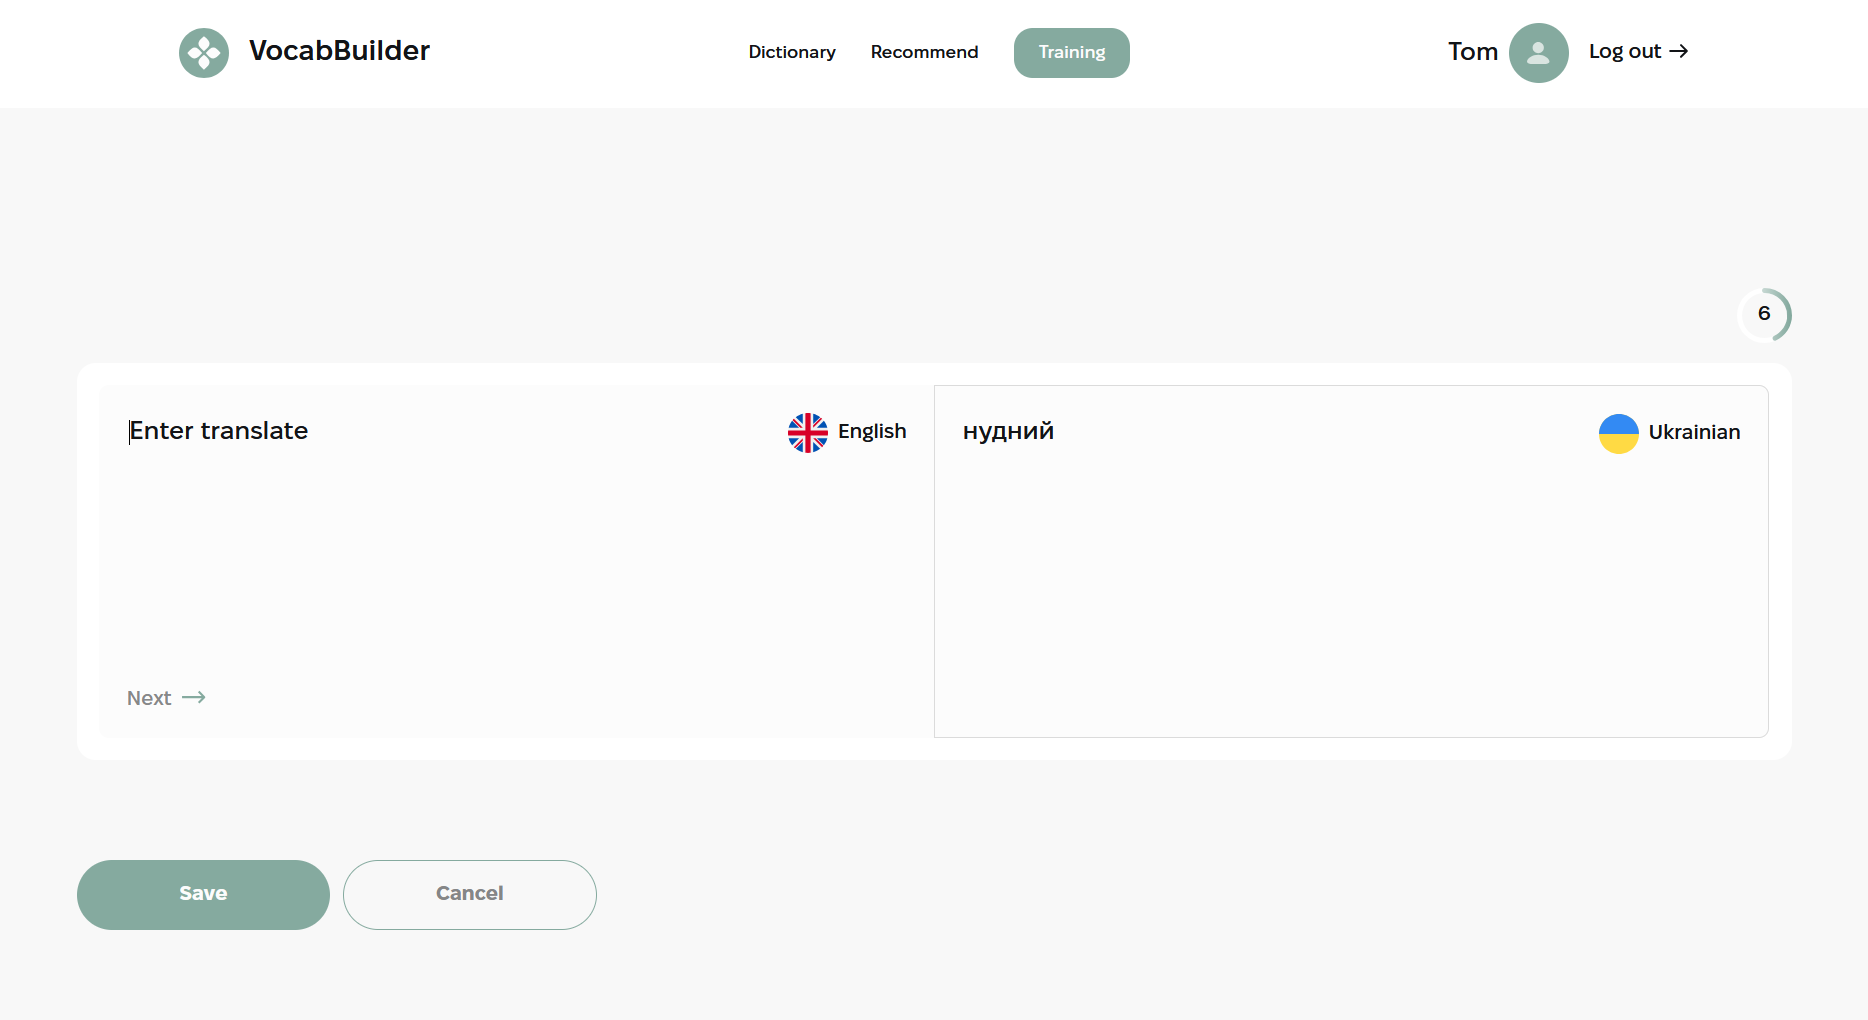 VocabBuilder
Dictionary Recommend Training
Tom Log out
6
Enter translate
English
нудний
Ukrainian
Next
Save
Cancel